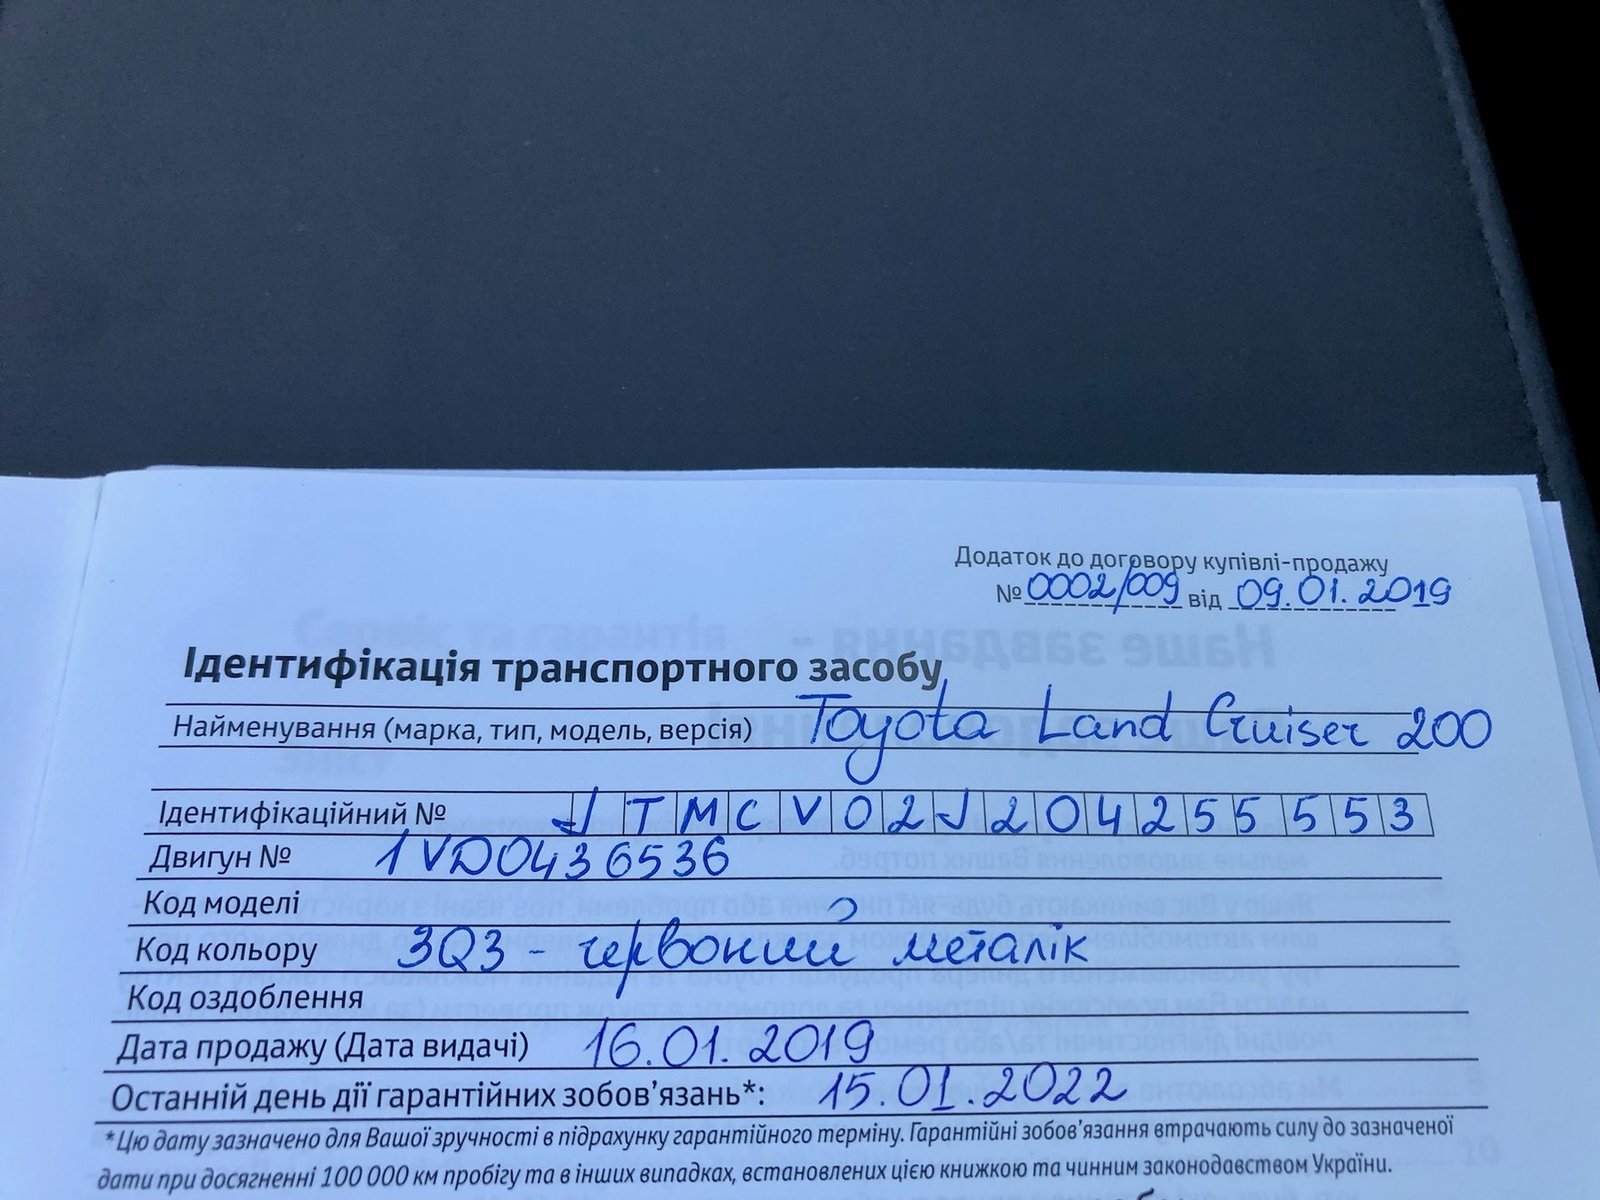 Додаток до договору купівлі-продажу
№ 0002/009 від 09.01.2019
Ідентифікація транспортного засобу
Найменування (марка, тип, модель, версія) Toyota Land Cruiser 200
Ідентифікаційний № JTMCV02J204255553
Двигун № 1VD0436536
Код моделі
Код кольору 3Q3 - червоний металік
Код оздоблення
Дата продажу (Дата видачі) 16.01.2019
Останній день дії гарантійних зобов’язань*: 15.01.2022
*Цю дату зазначено для Вашої зручності в підрахунку гарантійного терміну. Гарантійні зобов’язання втрачають силу до зазначеної
дати при досягненні 100 000 км пробігу та в інших випадках, встановлених цією книжкою та чинним законодавством України.